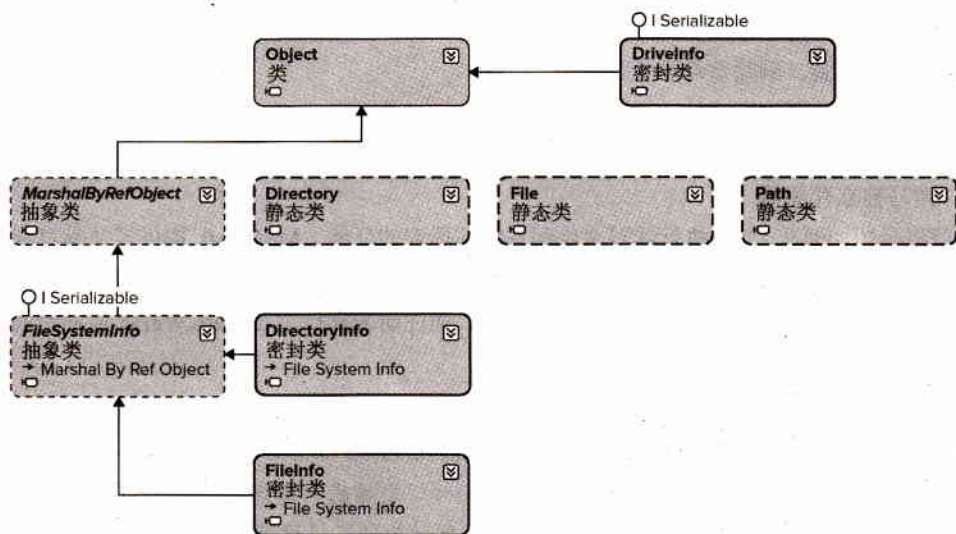 I Serializable
Object
类
DriveInfo
密封类
MarshalByRefObject
抽象类
Directory
静态类
File
静态类
Path
静态类
I Serializable
FileSystemInfo
抽象类
→ Marshal By Ref Object
DirectoryInfo
密封类
→ File System Info
FileInfo
密封类
→ File System Info